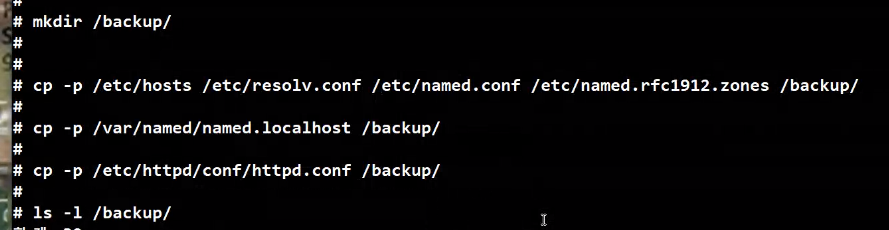 #
# mkdir /backup/
#
#
# cp -p /etc/hosts /etc/resolv.conf /etc/named.conf /etc/named.rfc1912.zones /backup/
#
# cp -p /var/named/named.localhost /backup/
#
# cp -p /etc/httpd/conf/httpd.conf /backup/
#
# ls -l /backup/